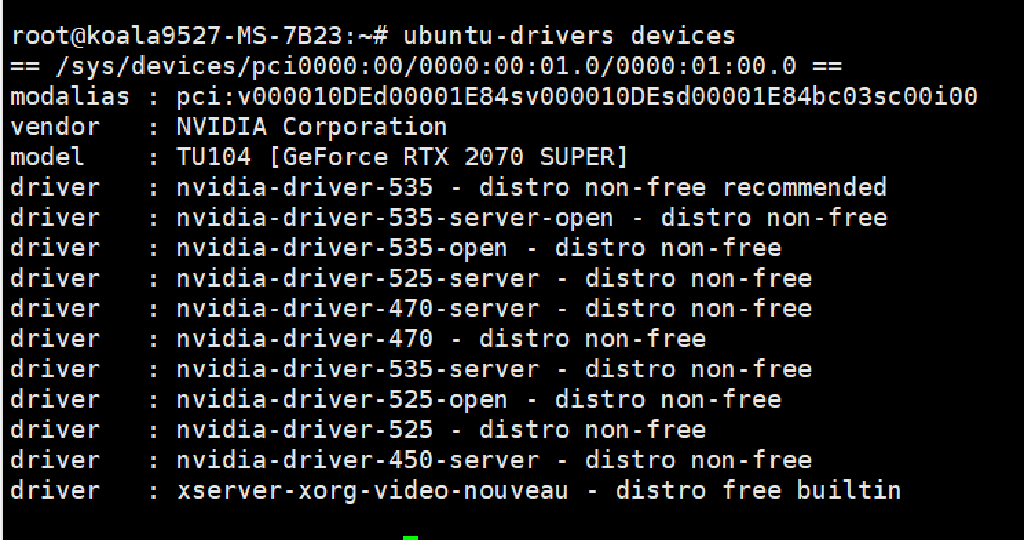 root@koala9527-MS-7B23:~# ubuntu-drivers devices
== /sys/devices/pci0000:00/0000:00:01.0/0000:01:00.0 ==
modalias : pci:v000010DEd00001E84sv000010DEsd00001E84bc03sc00i00
vendor   : NVIDIA Corporation
model    : TU104 [GeForce RTX 2070 SUPER]
driver   : nvidia-driver-535 - distro non-free recommended
driver   : nvidia-driver-535-server-open - distro non-free
driver   : nvidia-driver-535-open - distro non-free
driver   : nvidia-driver-525-server - distro non-free
driver   : nvidia-driver-470-server - distro non-free
driver   : nvidia-driver-470 - distro non-free
driver   : nvidia-driver-535-server - distro non-free
driver   : nvidia-driver-525-open - distro non-free
driver   : nvidia-driver-525 - distro non-free
driver   : nvidia-driver-450-server - distro non-free
driver   : xserver-xorg-video-nouveau - distro free builtin